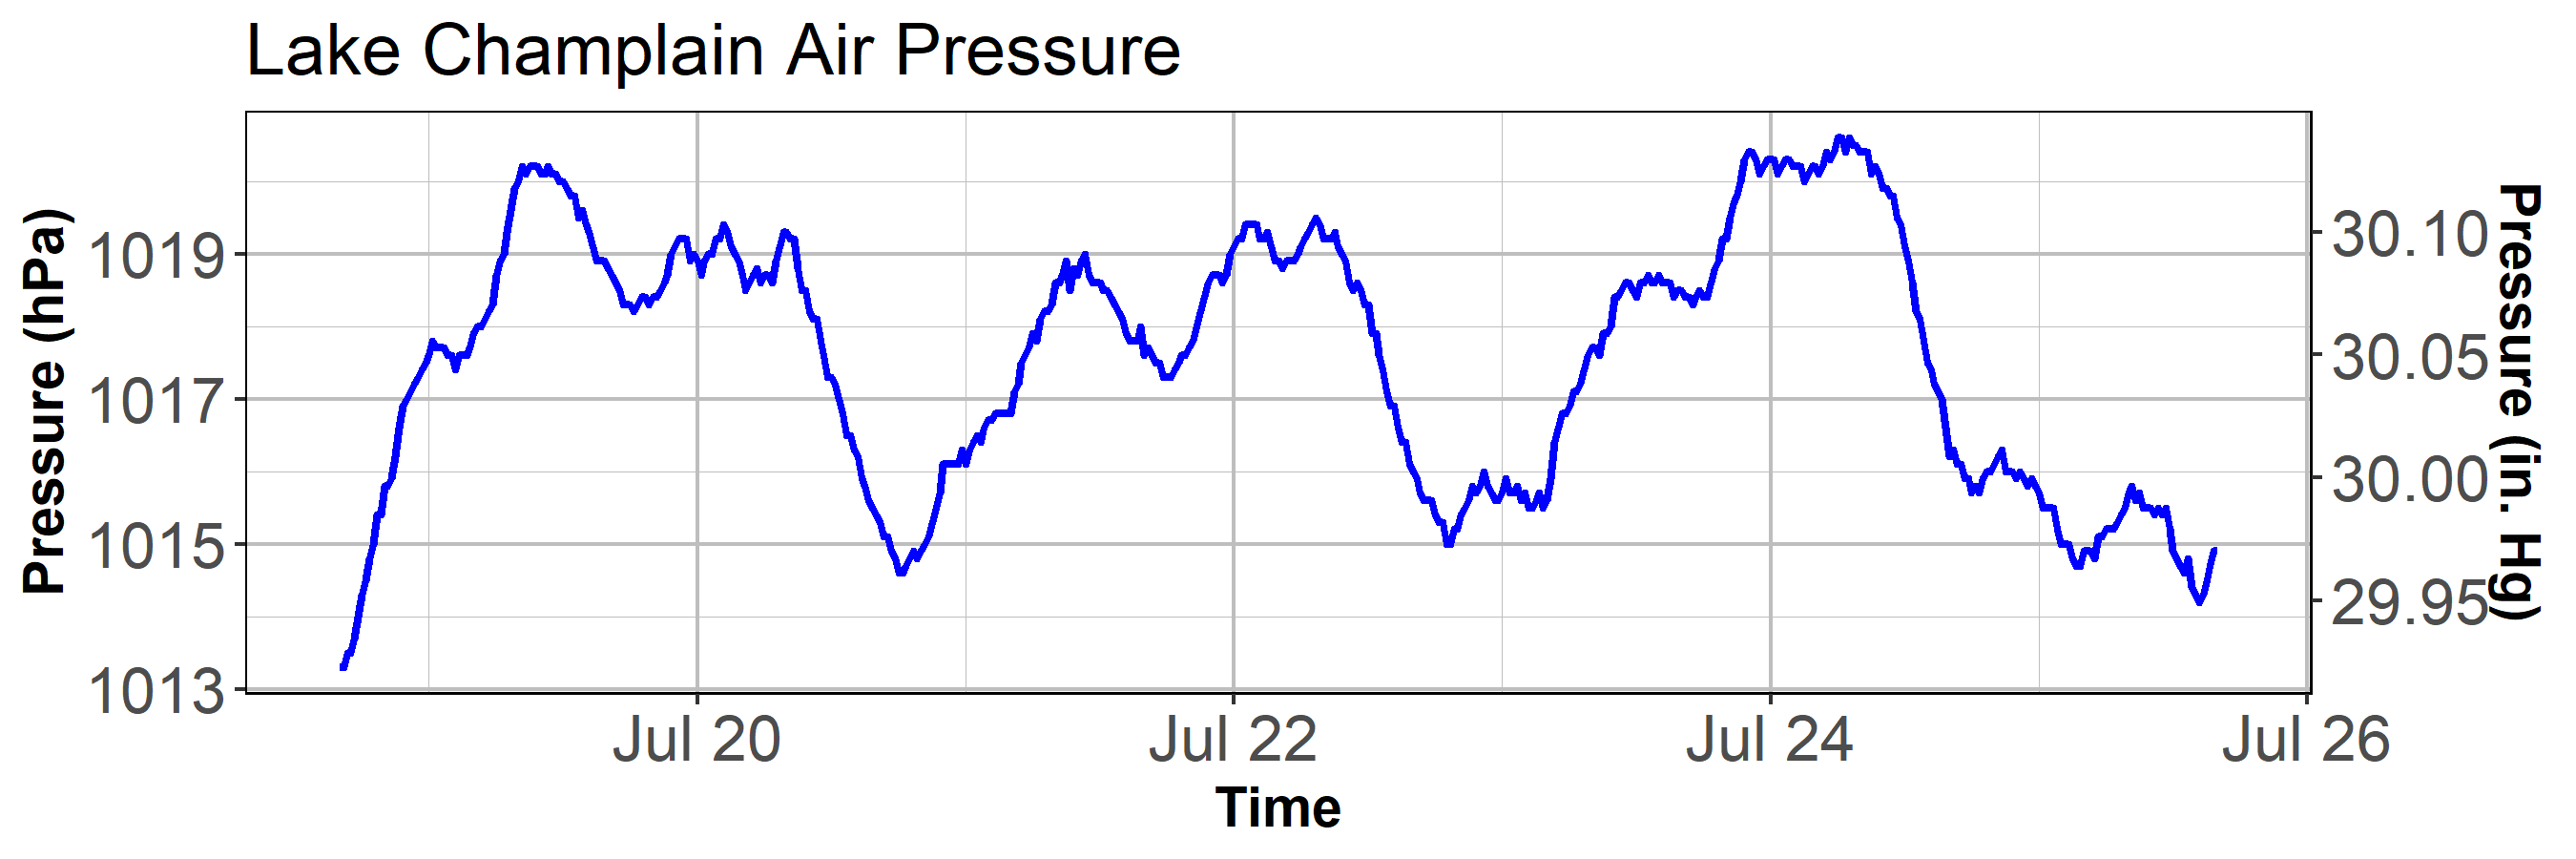 Lake Champlain Air Pressure
Pressure (hPa)
1019
1017
1015
1013
30.10
30.05
30.00
29.95
Pressure (in. Hg)
Jul 20 Jul 22 Jul 24 Jul 26
Time